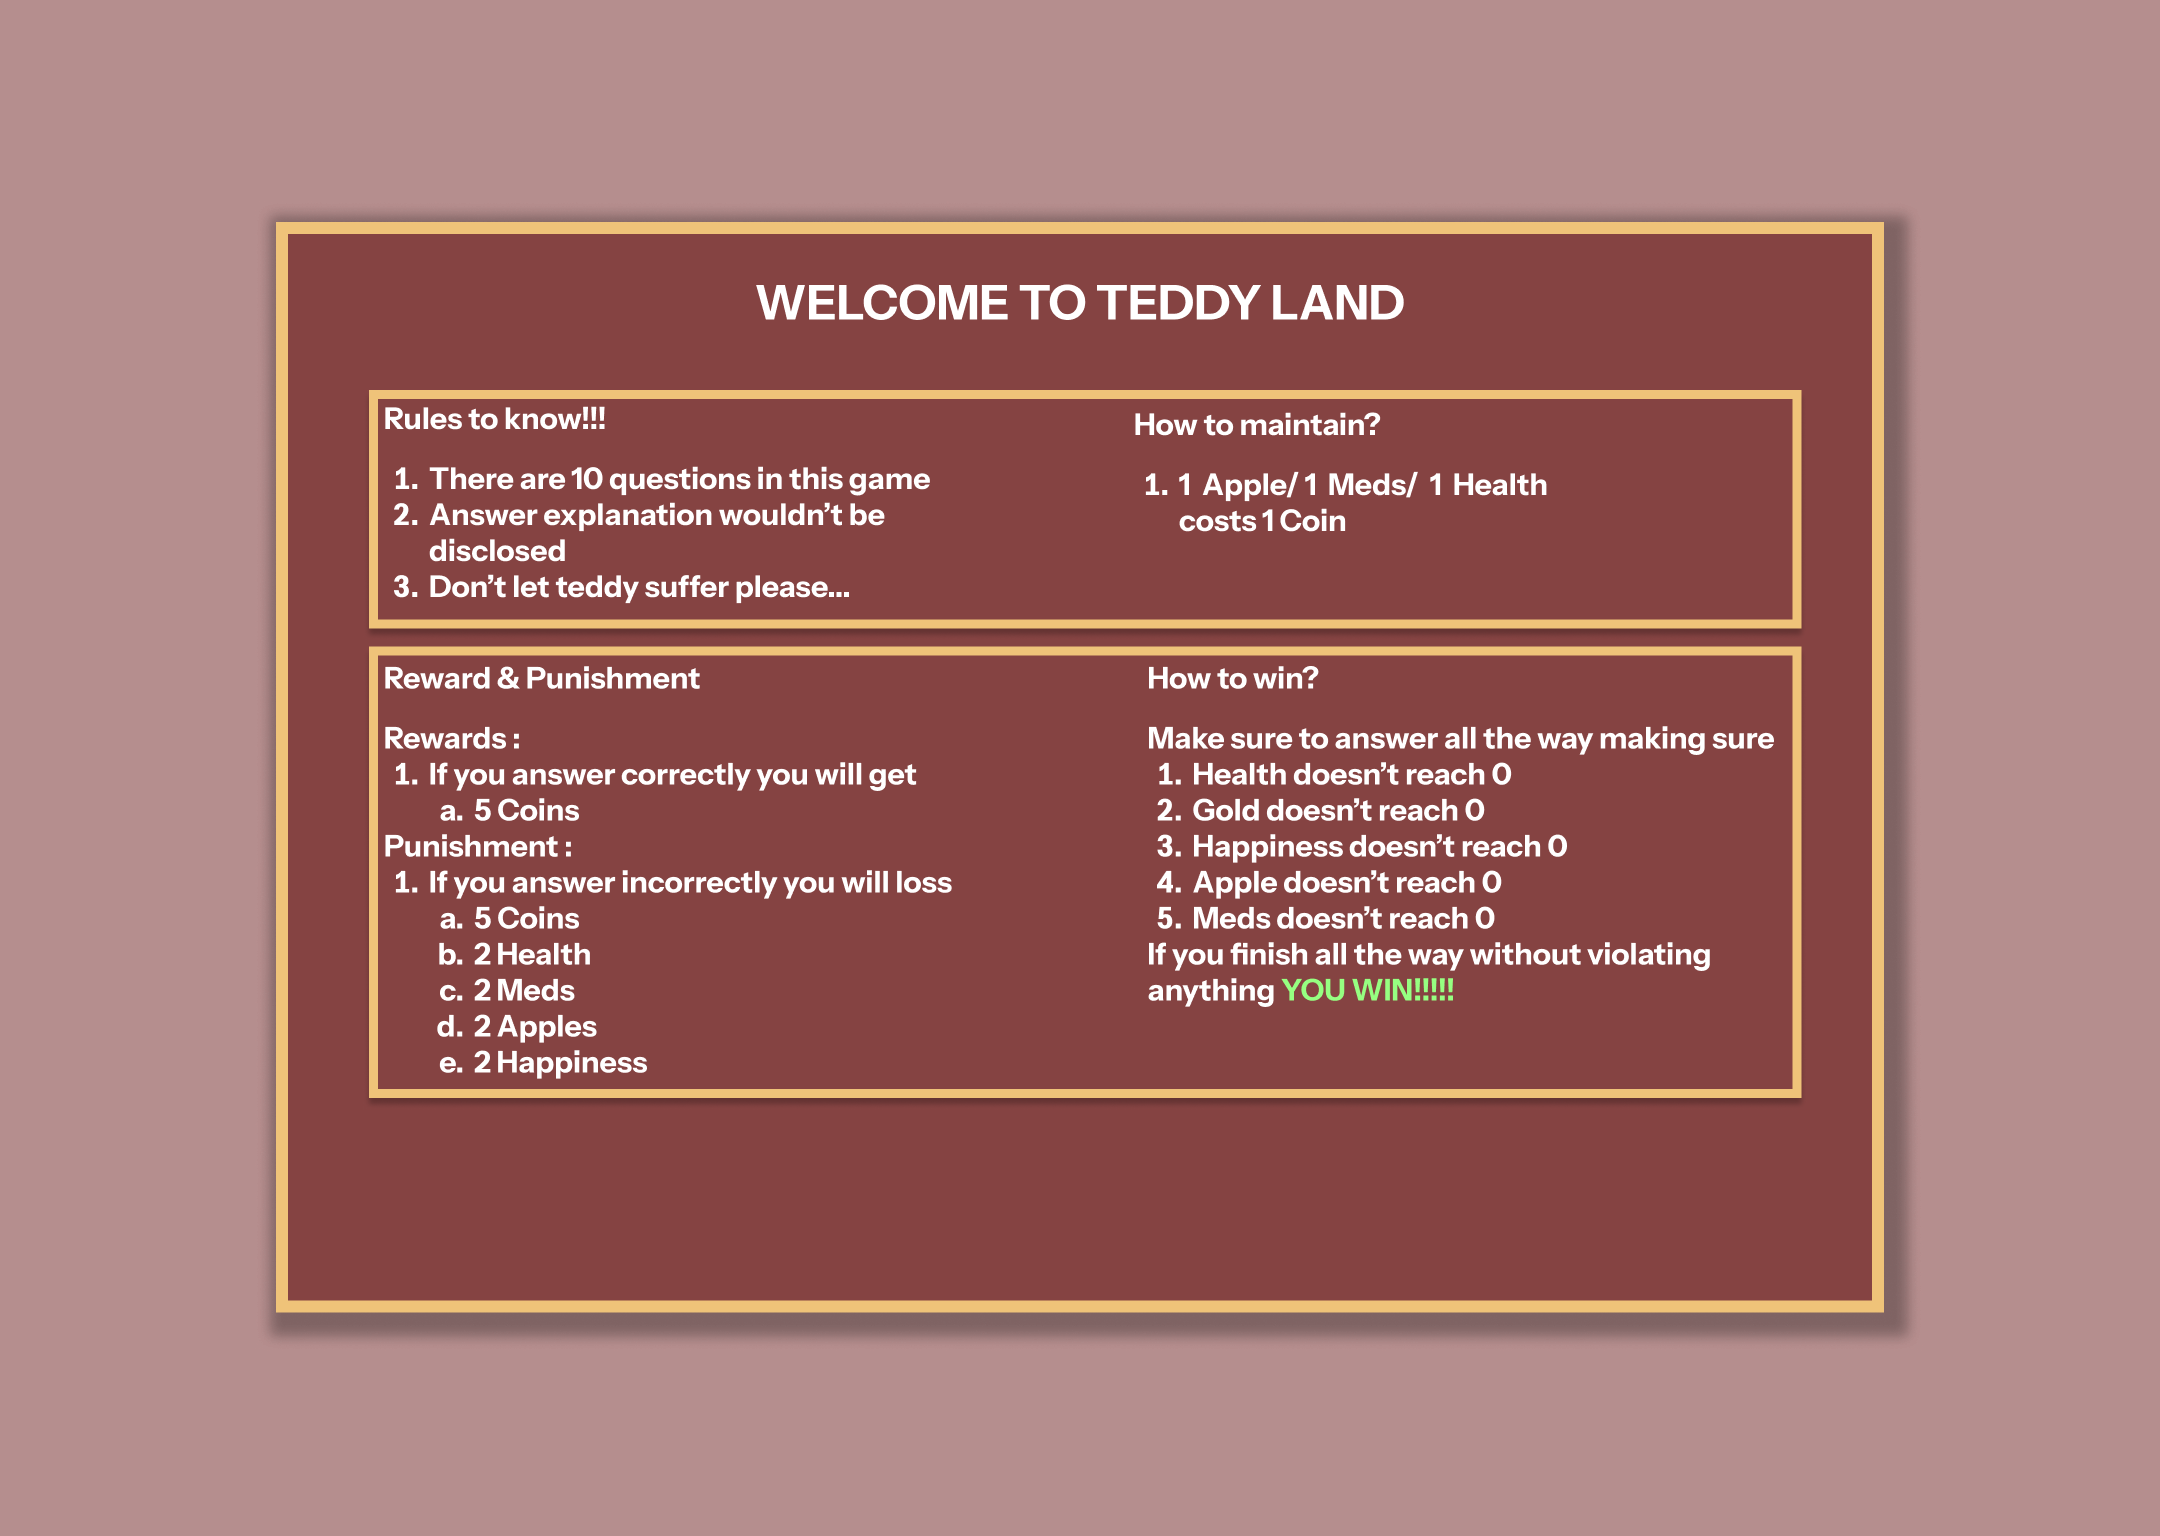 WELCOME TO TEDDY LAND
Rules to know!!!
1. There are 10 questions in this game
2. Answer explanation wouldn't be
disclosed
3. Don't let teddy suffer please...
How to maintain?
1. 1 Apple/ 1 Meds/ 1 Health
costs 1 Coin
Reward & Punishment
Rewards :
1. If you answer correctly you will get
a. 5 Coins
Punishment :
1. If you answer incorrectly you will loss
a. 5 Coins
b. 2 Health
c. 2 Meds
d. 2 Apples
e. 2 Happiness
How to win?
Make sure to answer all the way making sure
1. Health doesn't reach 0
2. Gold doesn't reach 0
3. Happiness doesn't reach 0
4. Apple doesn't reach 0
5. Meds doesn't reach 0
If you finish all the way without violating
anything YOU WIN!!!!!